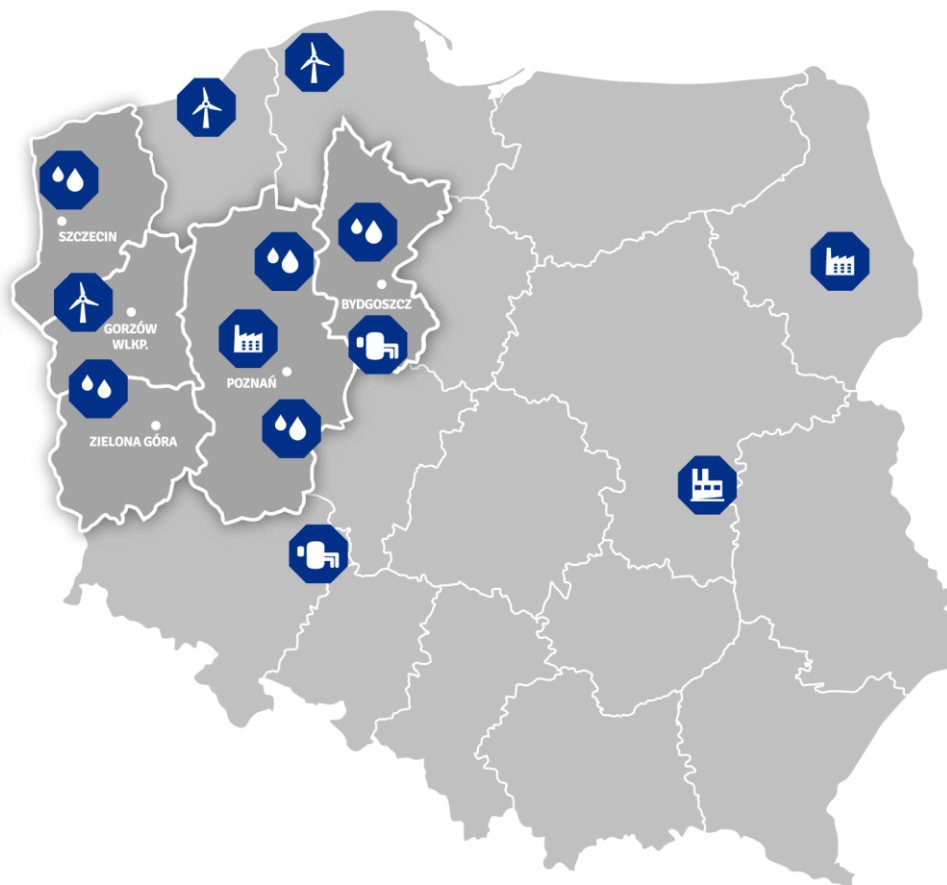 SZCZECIN
GORZÓW
WLKP.
BYDGOSZCZ
POZNAŃ
ZIELONA GÓRA